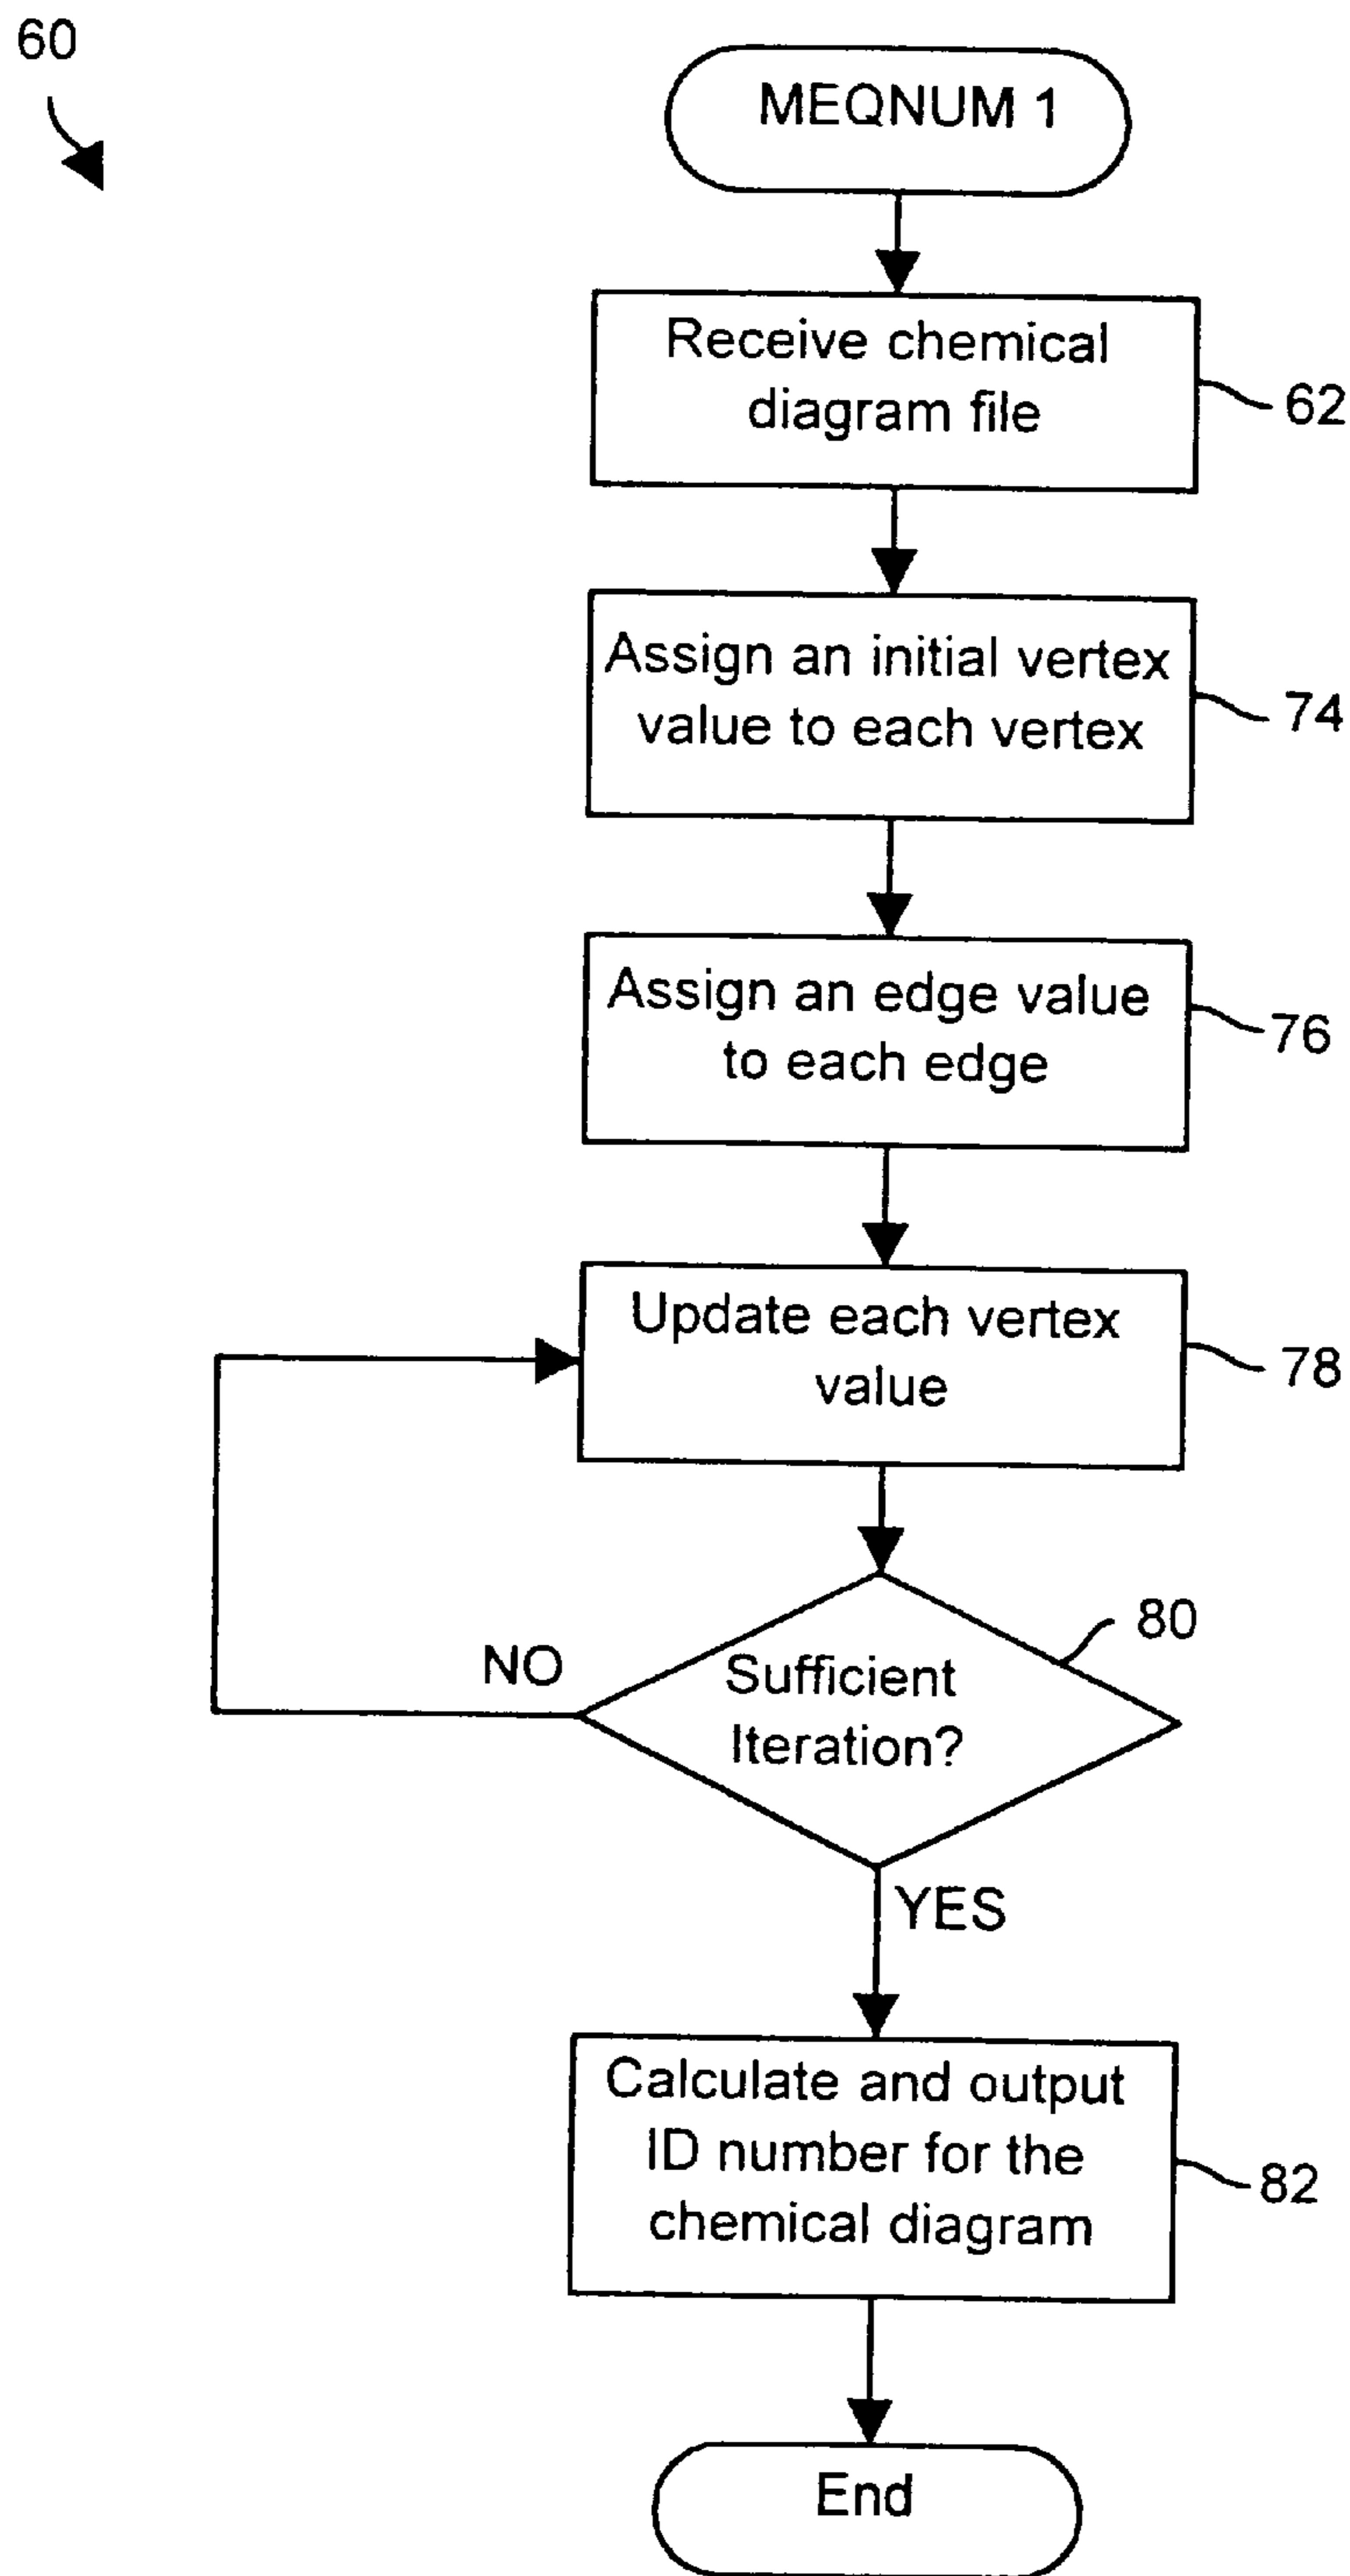 60
MEQNUM 1
Receive chemical
diagram file
62
Assign an initial vertex
value to each vertex
74
Assign an edge value
to each edge
76
Update each vertex
value
78
80
NO
Sufficient
Iteration?
YES
Calculate and output
ID number for the
chemical diagram
82
End